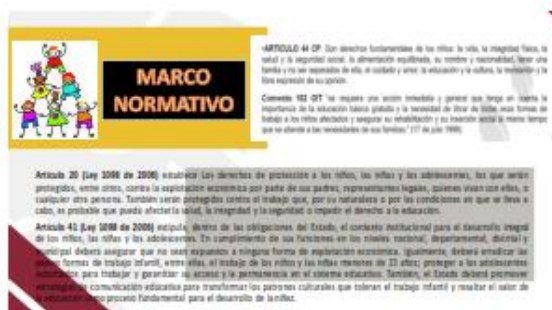 MARCO
NORMATIVO
-ARTICULO 44 CP. Son derechos fundamentales de los niños: la vida, la integridad física, la
salud y la seguridad social, la alimentación equilibrada, su nombre y nacionalidad, tener una
familia y no ser separados de ella, el cuidado y amor, la educación y la cultura, la recreación y la
libre expresión de su opinión.
Convenio 182 OIT "se requiere una acción inmediata y general que tenga en cuenta la
importancia de la educación básica gratuita y la necesidad de librar de todas esas formas de
trabajo a los niños afectados y asegurar su rehabilitación y su inserción social al mismo tiempo
que se atiende a las necesidades de sus familias." (17 de julio 1999)
Artículo 20 (Ley 1098 de 2006) establece Los derechos de protección a los niños, las niñas y los adolescentes, los que serán
protegidos, entre otros, contra la explotación económica por parte de sus padres, representantes legales, quienes vivan con ellos, o
cualquier otra persona. También serán protegidos contra el trabajo que, por su naturaleza o por las condiciones en que se lleva a
cabo, es probable que pueda afectar la salud, la integridad y la seguridad o impedir el derecho a la educación.
Artículo 41 (Ley 1098 de 2006) estipula, dentro de las obligaciones del Estado, el contexto institucional para el desarrollo integral
de los niños, las niñas y los adolescentes. En cumplimiento de sus funciones en los niveles nacional, departamental, distrital y
municipal deberá asegurar que no sean expuestos a ninguna forma de explotación económica. Igualmente, deberá erradicar las
formas de trabajo infantil, entre ellas, el trabajo de los niños y las niñas menores de 15 años; proteger a los adolescentes
autorizados para trabajar y garantizar su acceso y la permanencia en el sistema educativo. También, el Estado deberá promover
estrategias de comunicación educativa para transformar los patrones culturales que toleran el trabajo infantil y resaltar el valor de
la educación como proceso fundamental para el desarrollo de la niñez.